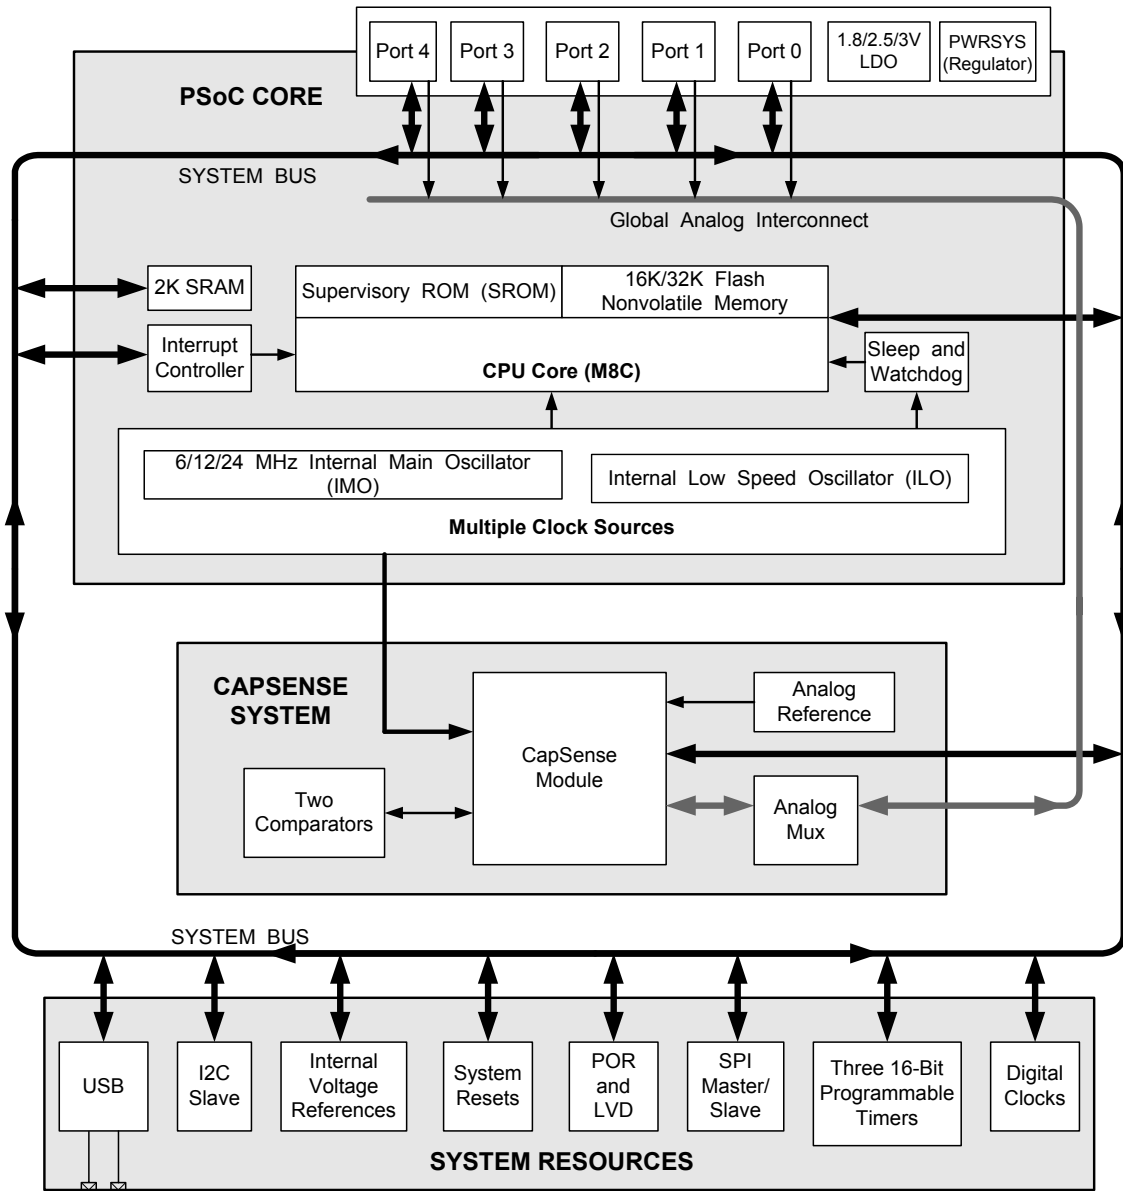 Port 4
Port 3
Port 2
Port 1
Port 0
1.8/2.5/3V
LDO
PWRSYS
(Regulator)
PSoC CORE
SYSTEM BUS
Global Analog Interconnect
2K SRAM
Supervisory ROM (SROM)
16K/32K Flash
Nonvolatile Memory
Interrupt
Controller
CPU Core (M8C)
Sleep and
Watchdog
6/12/24 MHz Internal Main Oscillator
(IMO)
Internal Low Speed Oscillator (ILO)
Multiple Clock Sources
CAPSENSE
SYSTEM
CapSense
Module
Analog
Reference
Two
Comparators
Analog
Mux
SYSTEM BUS
USB
I2C
Slave
Internal
Voltage
References
System
Resets
POR
and
LVD
SPI
Master/
Slave
Three 16-Bit
Programmable
Timers
Digital
Clocks
SYSTEM RESOURCES